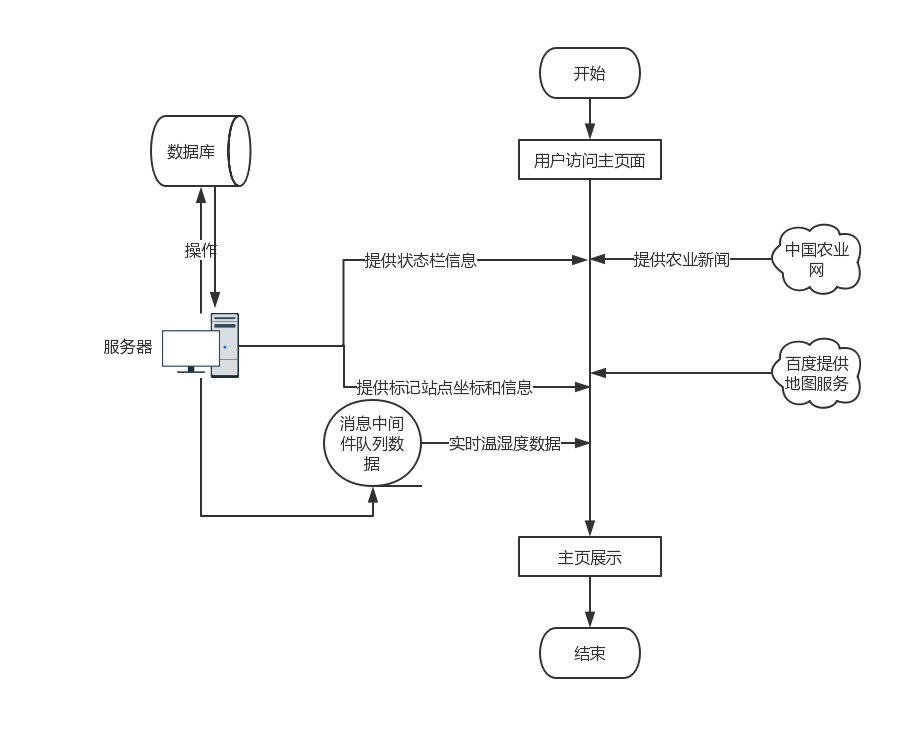 开始
数据库
用户访问主页面
操作
提供状态栏信息
提供农业新闻
中国农业
网
服务器
百度提供
地图服务
提供标记站点坐标和信息
消息中间
件队列数
据
实时温湿度数据
主页展示
结束